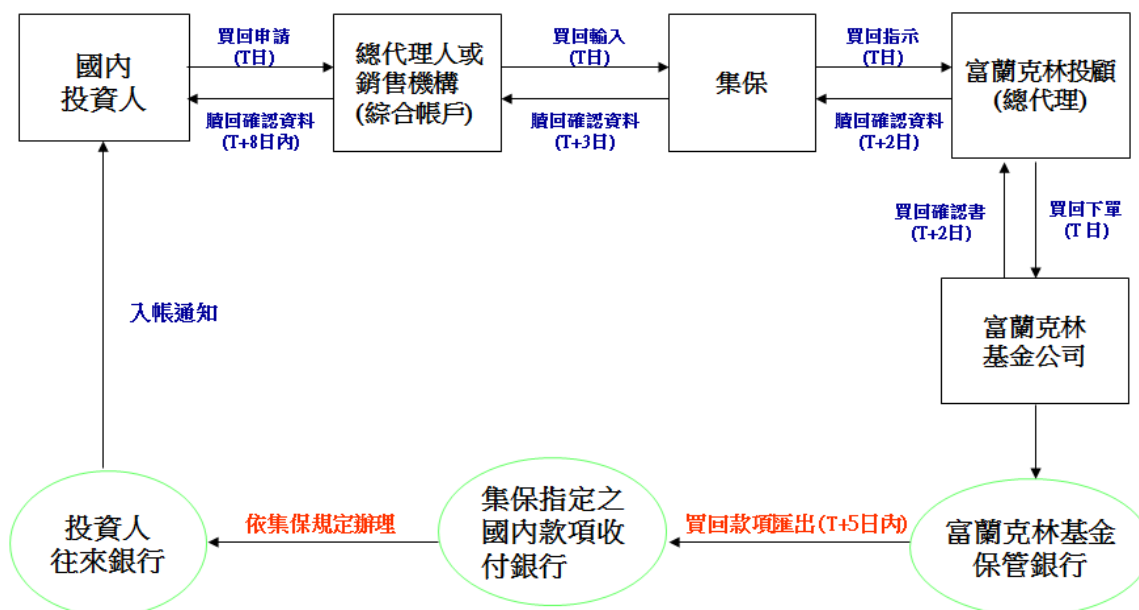 國內
投資人
買回申請
(T日)
贖回確認資料
(T+8日內)
總代理人或
銷售機構
(綜合帳戶)
買回輸入
(T日)
贖回確認資料
(T+3日)
集保
買回指示
(T日)
贖回確認資料
(T+2日)
富蘭克林投顧
(總代理)
買回確認書
(T+2日)
買回下單
(T 日)
富蘭克林
基金公司
入帳通知
投資人
往來銀行
依集保規定辦理
集保指定之
國內款項收
付銀行
買回款項匯出(T+5日內)
富蘭克林基金
保管銀行